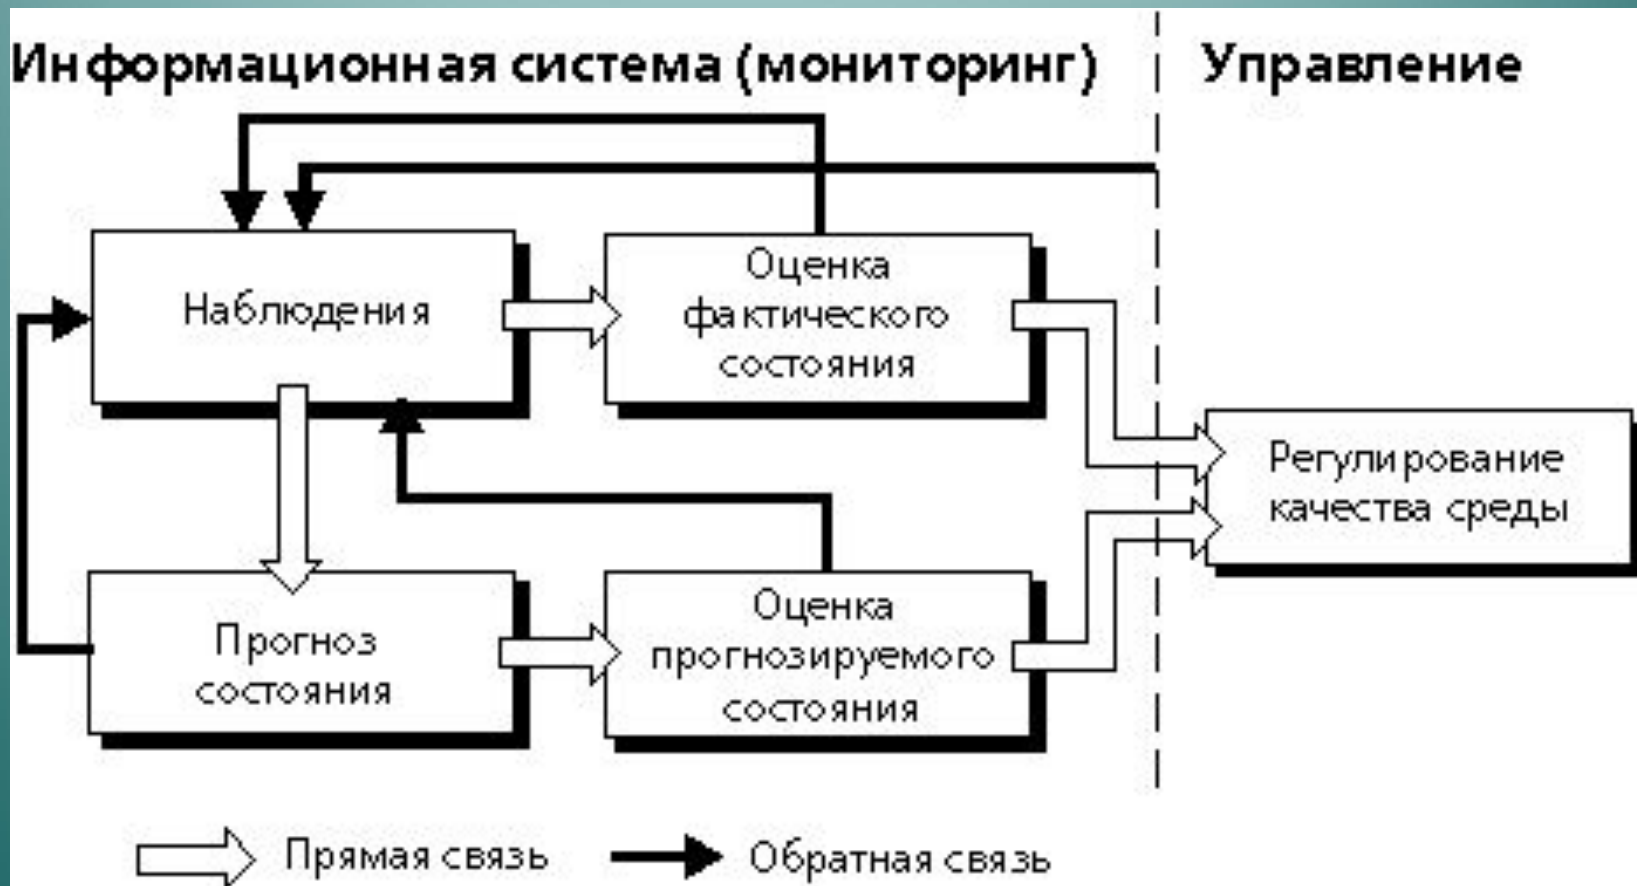 Информационная система (мониторинг)
Управление
Наблюдения
Оценка
фактического
состояния
Регулирование
качества среды
Прогноз
состояния
Оценка
прогнозируемого
состояния
Прямая связь
Обратная связь